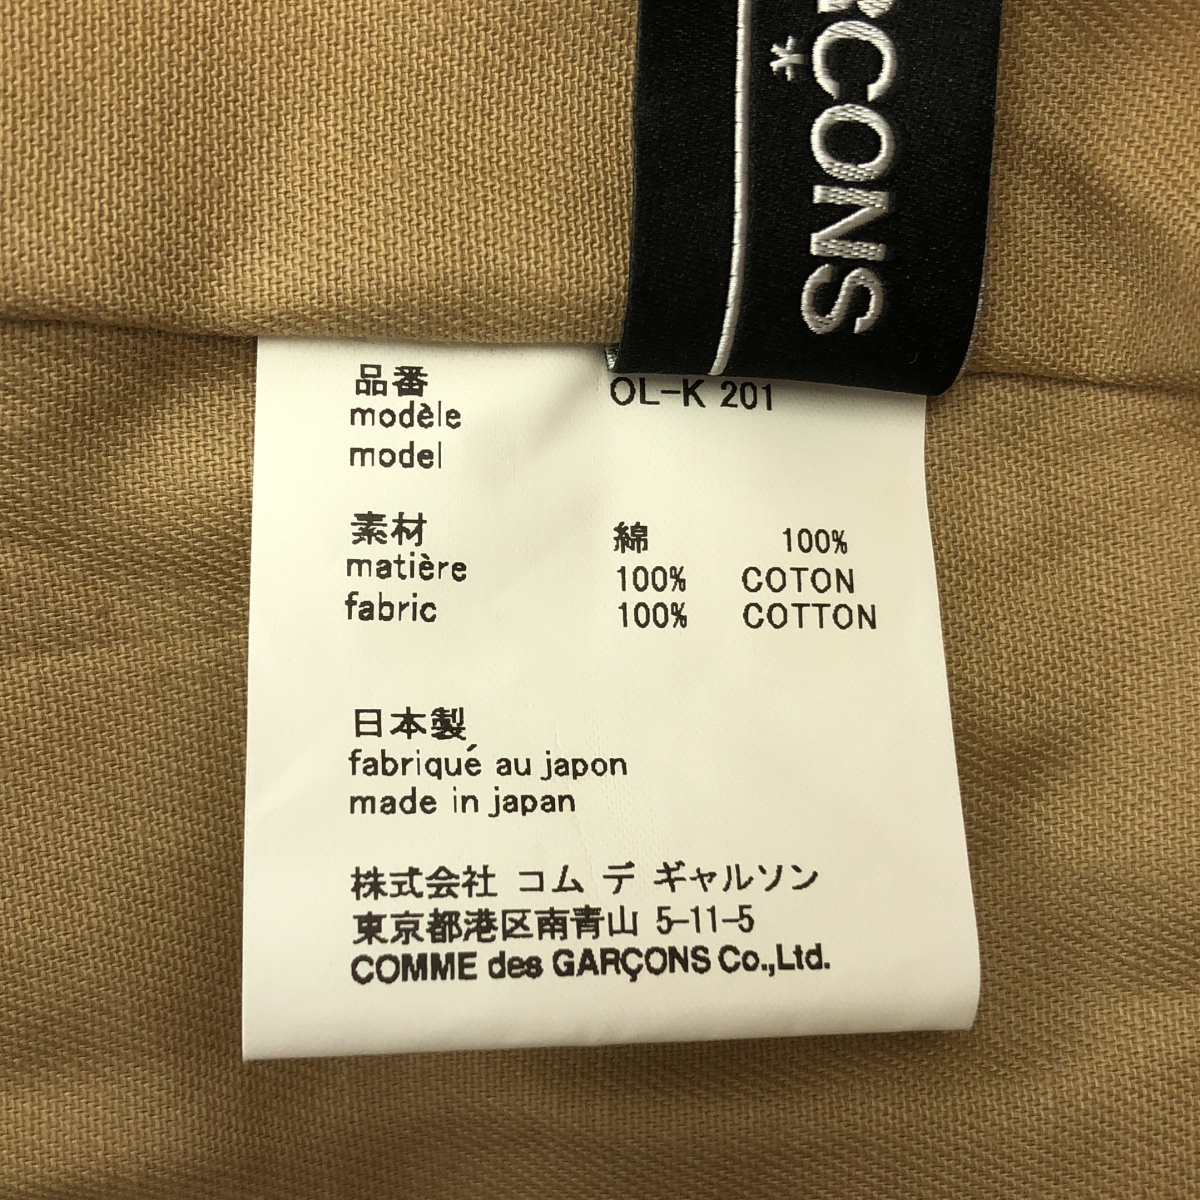 ÇONS
*
品番 OL-K 201
modèle
model
素材 綿 100%
matière 100% COTON
fabric 100% COTTON
日本製
fabriqué au japon
made in japan
株式会社 コム デ ギャルソン
東京都港区南青山 5-11-5
COMME des GARÇONS Co.,Ltd.